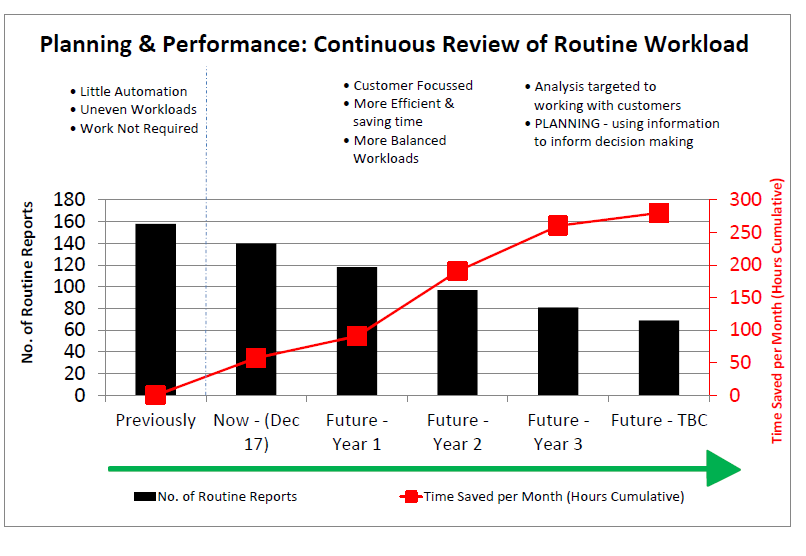 Planning & Performance: Continuous Review of Routine Workload
• Little Automation
• Uneven Workloads
• Work Not Required
• Customer Focussed
• More Efficient &
saving time
• More Balanced
Workloads
• Analysis targeted to
working with customers
• PLANNING - using information
to inform decision making
No. of Routine Reports
180
160
140
120
100
80
60
40
20
0
300
250
200
150
100
50
0
Time Saved per Month (Hours Cumulative)
Previously
Now - (Dec
17)
Future -
Year 1
Future -
Year 2
Future -
Year 3
Future - TBC
No. of Routine Reports
Time Saved per Month (Hours Cumulative)